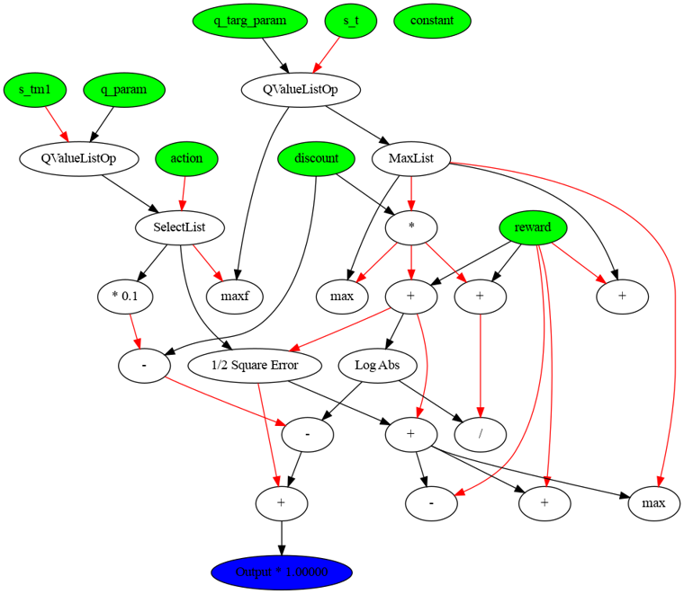 q_targ_param
s_t
constant
s_tm1
q_param
QValueListOp
QValueListOp
action
discount
MaxList
SelectList
*
reward
* 0.1
maxf
max
+
+
+
-
1/2 Square Error
Log Abs
-
+
/
+
-
+
max
Output * 1.00000